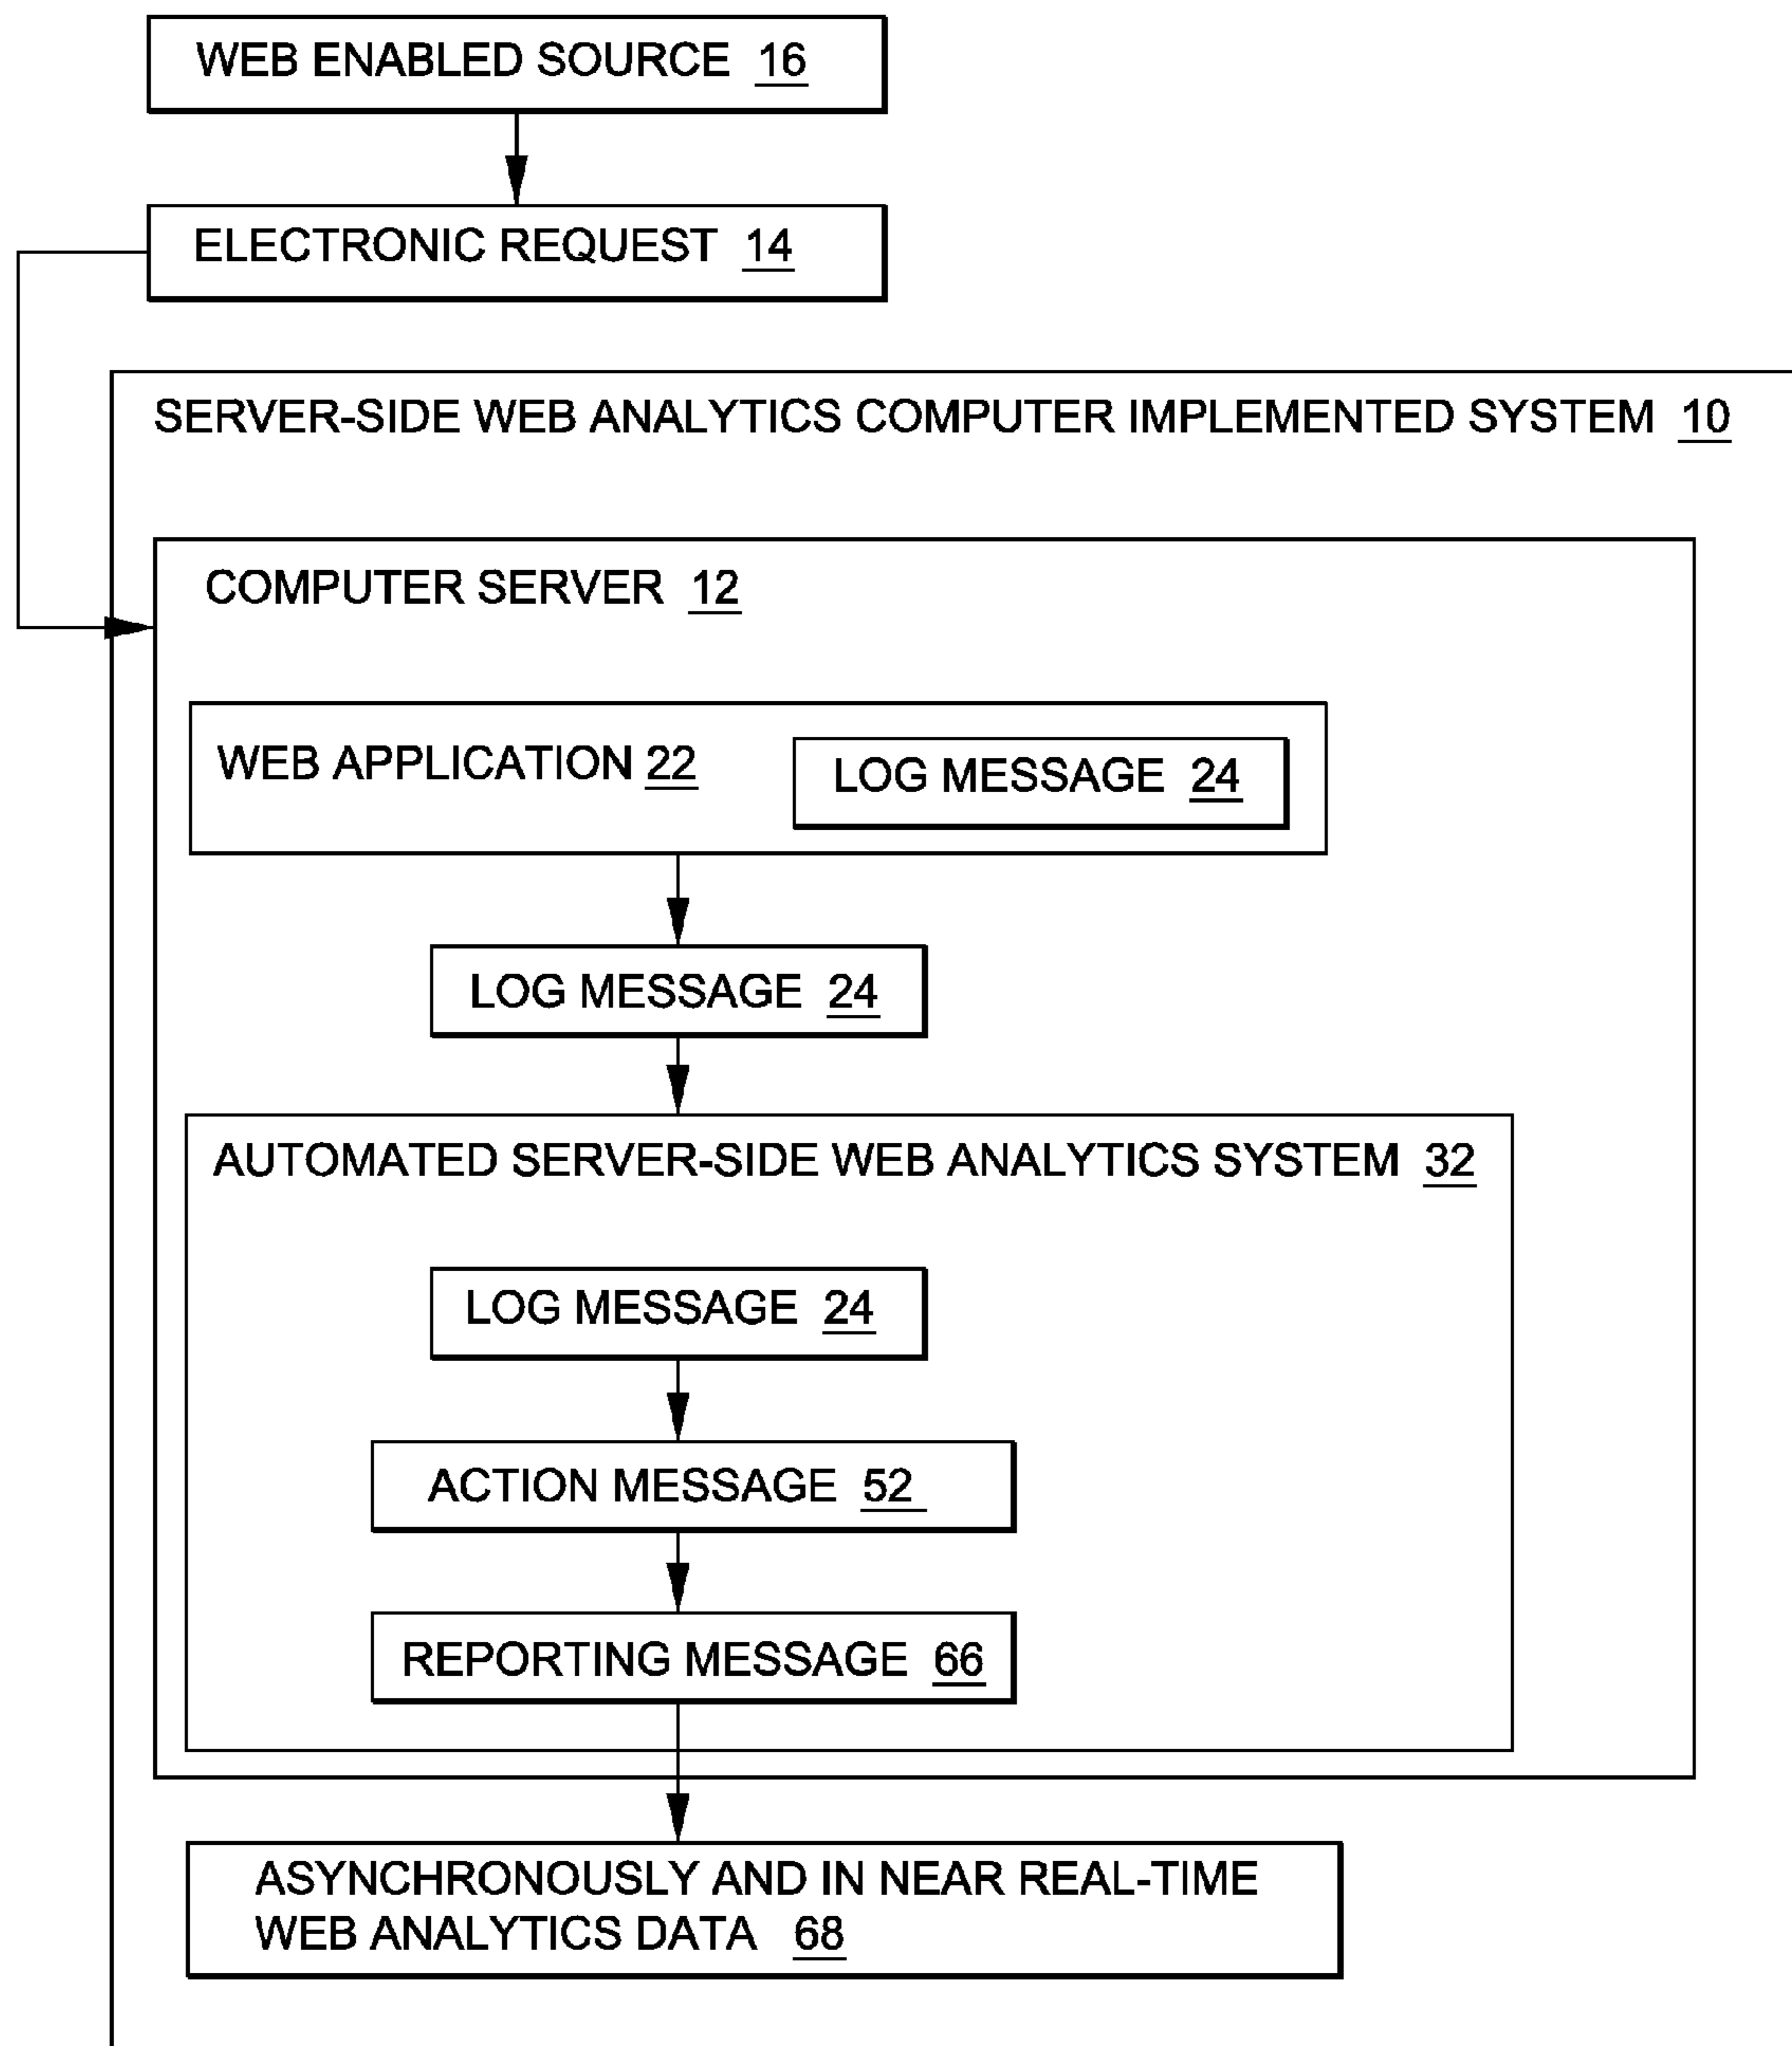 WEB ENABLED SOURCE 16
ELECTRONIC REQUEST 14
SERVER-SIDE WEB ANALYTICS COMPUTER IMPLEMENTED SYSTEM 10
COMPUTER SERVER 12
WEB APPLICATION 22
LOG MESSAGE 24
LOG MESSAGE 24
AUTOMATED SERVER-SIDE WEB ANALYTICS SYSTEM 32
LOG MESSAGE 24
ACTION MESSAGE 52
REPORTING MESSAGE 66
ASYNCHRONOUSLY AND IN NEAR REAL-TIME
WEB ANALYTICS DATA 68